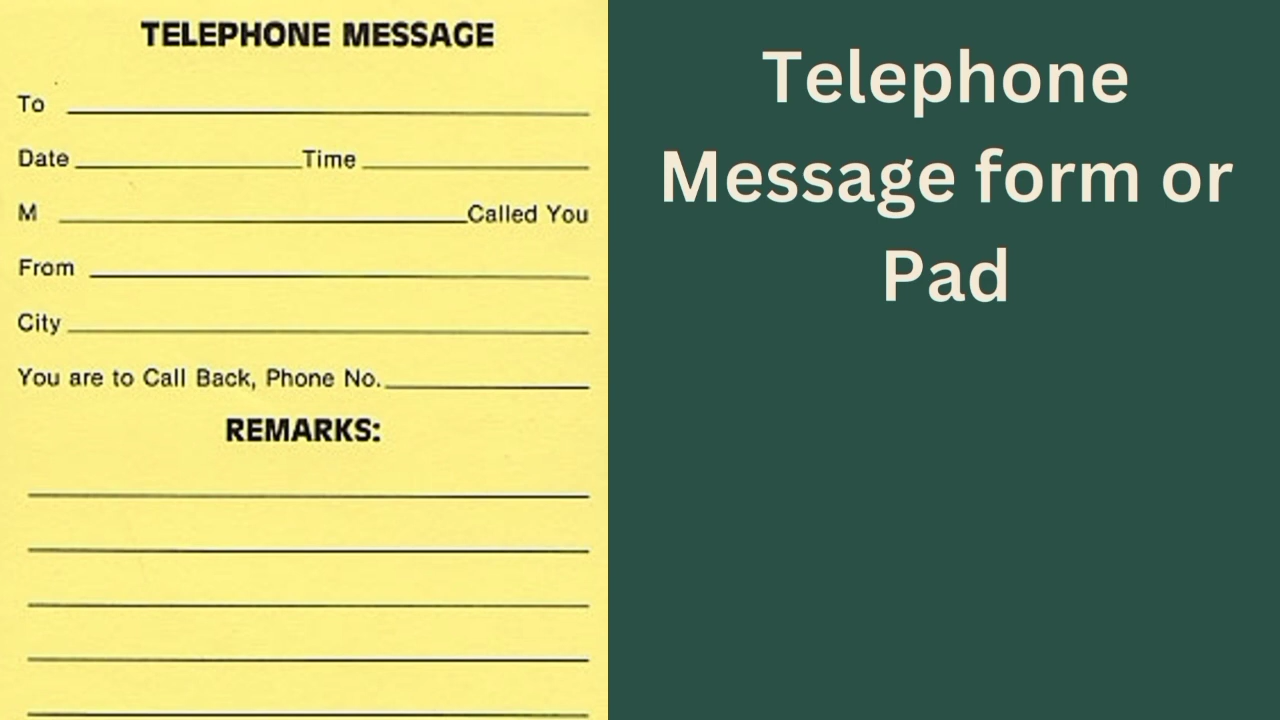 TELEPHONE MESSAGE
To
Date Time
M Called You
From
City
You are to Call Back, Phone No.
REMARKS:
Telephone
Message form or
Pad